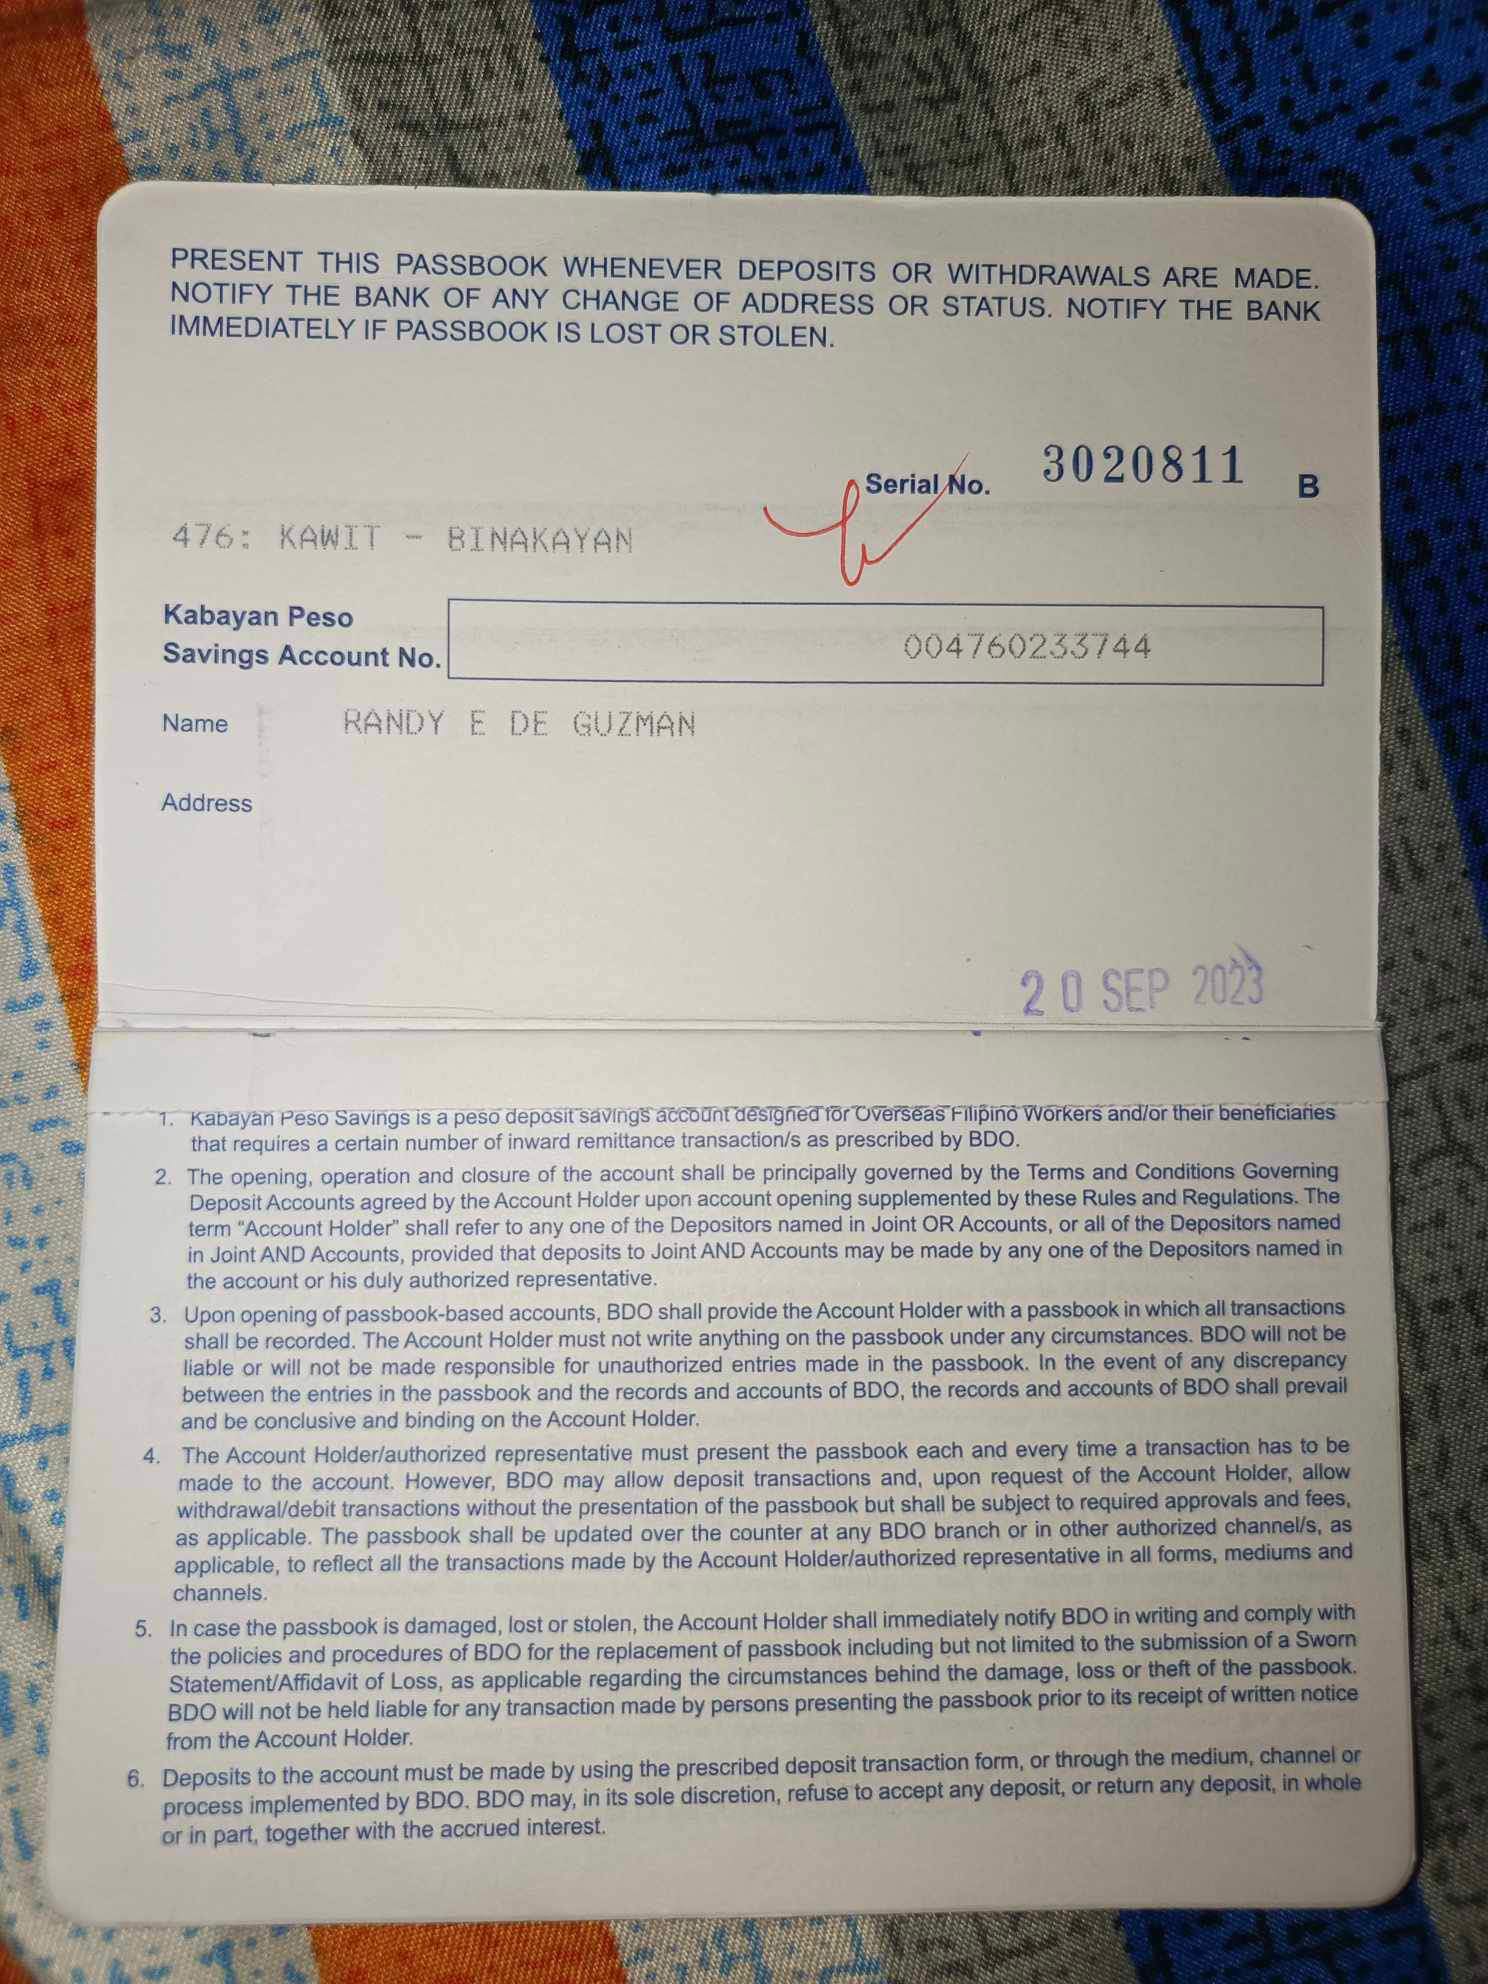 PRESENT THIS PASSBOOK WHENEVER DEPOSITS OR WITHDRAWALS ARE MADE.
NOTIFY THE BANK OF ANY CHANGE OF ADDRESS OR STATUS. NOTIFY THE BANK
IMMEDIATELY IF PASSBOOK IS LOST OR STOLEN.
Serial No. 3020811 B
476: KAWIT - BINAKAYAN
Kabayan Peso
Savings Account No. 004760233744
Name RANDY E DE GUZMAN
Address
20 SEP 2023
1. Kabayan Peso Savings is a peso deposit savings account designed for Overseas Filipino Workers and/or their beneficiaries
that requires a certain number of inward remittance transaction/s as prescribed by BDO.
2. The opening, operation and closure of the account shall be principally governed by the Terms and Conditions Governing
Deposit Accounts agreed by the Account Holder upon account opening supplemented by these Rules and Regulations. The
term “Account Holder” shall refer to any one of the Depositors named in Joint OR Accounts, or all of the Depositors named
in Joint AND Accounts, provided that deposits to Joint AND Accounts may be made by any one of the Depositors named in
the account or his duly authorized representative.
3. Upon opening of passbook-based accounts, BDO shall provide the Account Holder with a passbook in which all transactions
shall be recorded. The Account Holder must not write anything on the passbook under any circumstances. BDO will not be
liable or will not be made responsible for unauthorized entries made in the passbook. In the event of any discrepancy
between the entries in the passbook and the records and accounts of BDO, the records and accounts of BDO shall prevail
and be conclusive and binding on the Account Holder.
4. The Account Holder/authorized representative must present the passbook each and every time a transaction has to be
made to the account. However, BDO may allow deposit transactions and, upon request of the Account Holder, allow
withdrawal/debit transactions without the presentation of the passbook but shall be subject to required approvals and fees,
as applicable. The passbook shall be updated over the counter at any BDO branch or in other authorized channel/s, as
applicable, to reflect all the transactions made by the Account Holder/authorized representative in all forms, mediums and
channels.
5. In case the passbook is damaged, lost or stolen, the Account Holder shall immediately notify BDO in writing and comply with
the policies and procedures of BDO for the replacement of passbook including but not limited to the submission of a Sworn
Statement/Affidavit of Loss, as applicable regarding the circumstances behind the damage, loss or theft of the passbook.
BDO will not be held liable for any transaction made by persons presenting the passbook prior to its receipt of written notice
from the Account Holder.
6. Deposits to the account must be made by using the prescribed deposit transaction form, or through the medium, channel or
process implemented by BDO. BDO may, in its sole discretion, refuse to accept any deposit, or return any deposit, in whole
or in part, together with the accrued interest.